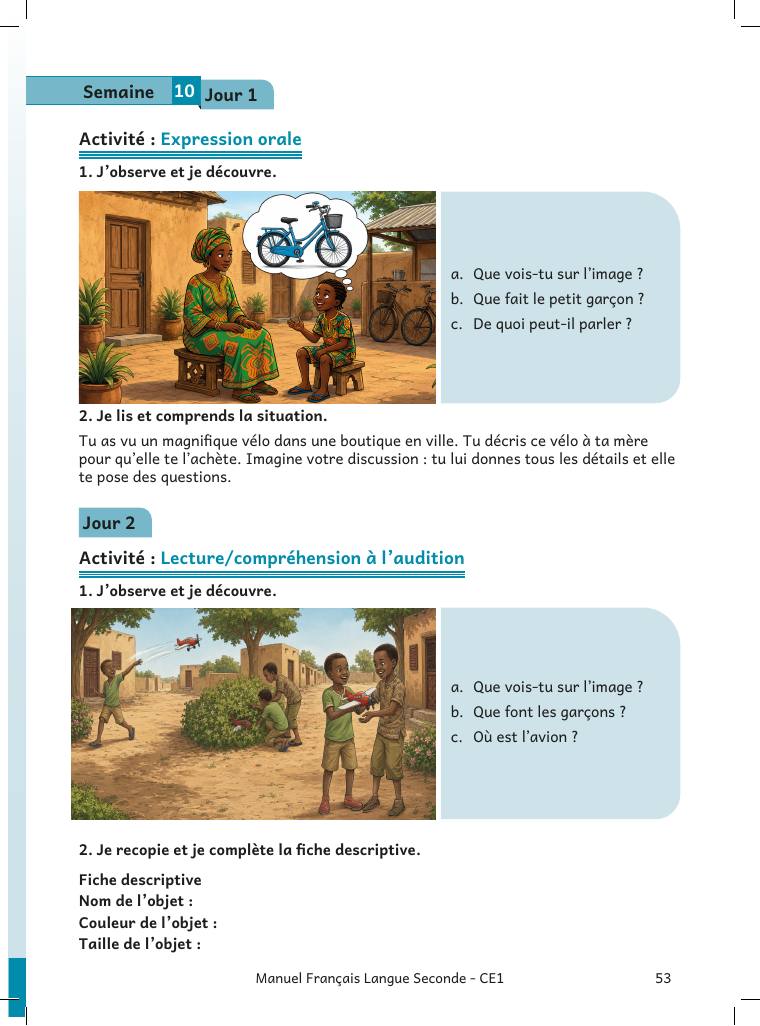 Semaine 10 Jour 1
Activité : Expression orale
1. J'observe et je découvre.
a. Que vois-tu sur l'image ?
b. Que fait le petit garçon ?
c. De quoi peut-il parler ?
2. Je lis et comprends la situation.
Tu as vu un magnifique vélo dans une boutique en ville. Tu décris ce vélo à ta mère
pour qu'elle te l'achète. Imagine votre discussion : tu lui donnes tous les détails et elle
te pose des questions.
Jour 2
Activité : Lecture/compréhension à l'audition
1. J'observe et je découvre.
a. Que vois-tu sur l'image ?
b. Que font les garçons ?
c. Où est l'avion ?
2. Je recopie et je complète la fiche descriptive.
Fiche descriptive
Nom de l'objet :
Couleur de l'objet :
Taille de l'objet :
Manuel Français Langue Seconde - CE1 53